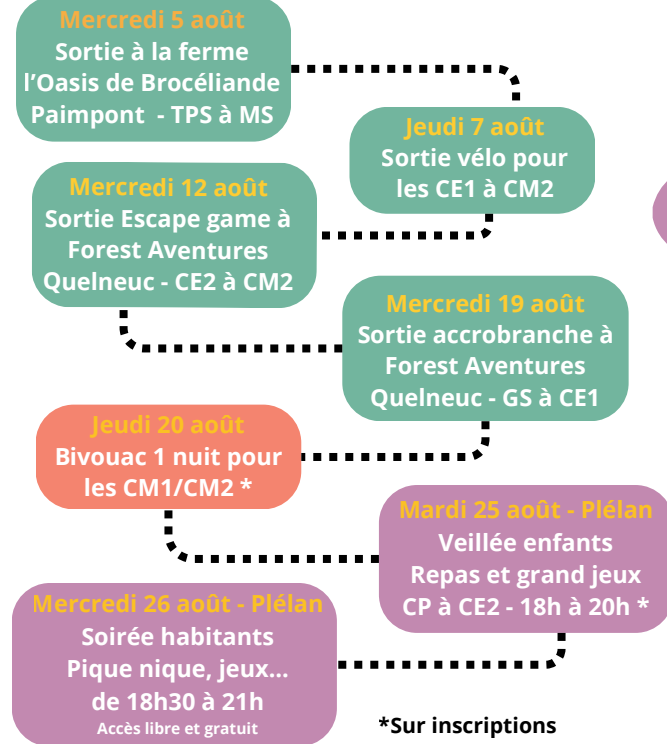 Mercredi 5 août
Sortie à la ferme
l'Oasis de Brocéliande
Paimpont - TPS à MS
Jeudi 7 août
Sortie vélo pour
les CE1 à CM2
Mercredi 12 août
Sortie Escape game à
Forest Aventures
Quelneuc - CE2 à CM2
Mercredi 19 août
Sortie accrobranche à
Forest Aventures
Quelneuc - GS à CE1
Jeudi 20 août
Bivouac 1 nuit pour
les CM1/CM2 *
Mardi 25 août - Plélan
Veillée enfants
Repas et grand jeux
CP à CE2 - 18h à 20h *
Mercredi 26 août - Plélan
Soirée habitants
Pique nique, jeux...
de 18h30 à 21h
Accès libre et gratuit
*Sur inscriptions